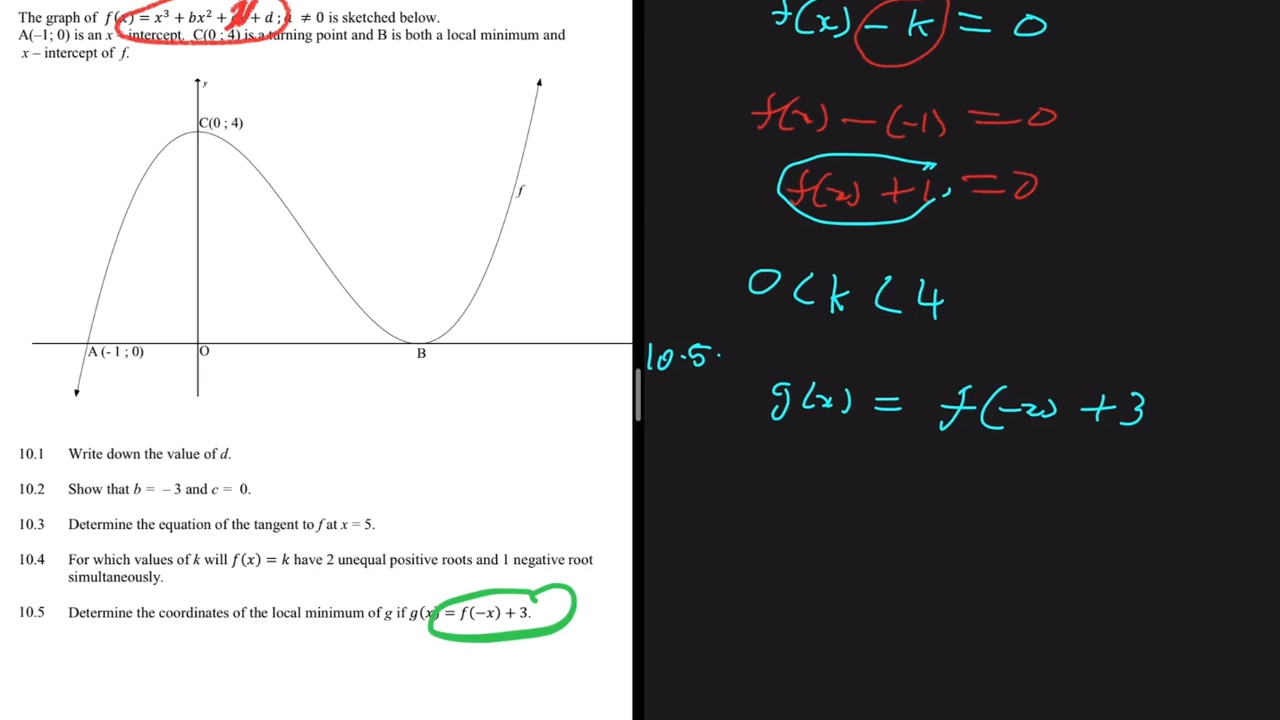 The graph of f(x) = x³ + bx² + + d ; ≠ 0 is sketched below.
A(−1; 0) is an x – intercept. C(0 ; 4) is a turning point and B is both a local minimum and
x – intercept of f.
y
C(0 ; 4)
f
A (- 1 ; 0)
O
B
10.1 Write down the value of d.
10.2 Show that b = – 3 and c = 0.
10.3 Determine the equation of the tangent to f at x = 5.
10.4 For which values of k will f(x) = k have 2 unequal positive roots and 1 negative root
simultaneously.
10.5 Determine the coordinates of the local minimum of g if g(x) = f(−x) + 3.
f(x) – k = 0
f(x) – (-1) = 0
f(x) + 1 = 0
0 < k < 4
10.5.
g(x) = f(-x) + 3